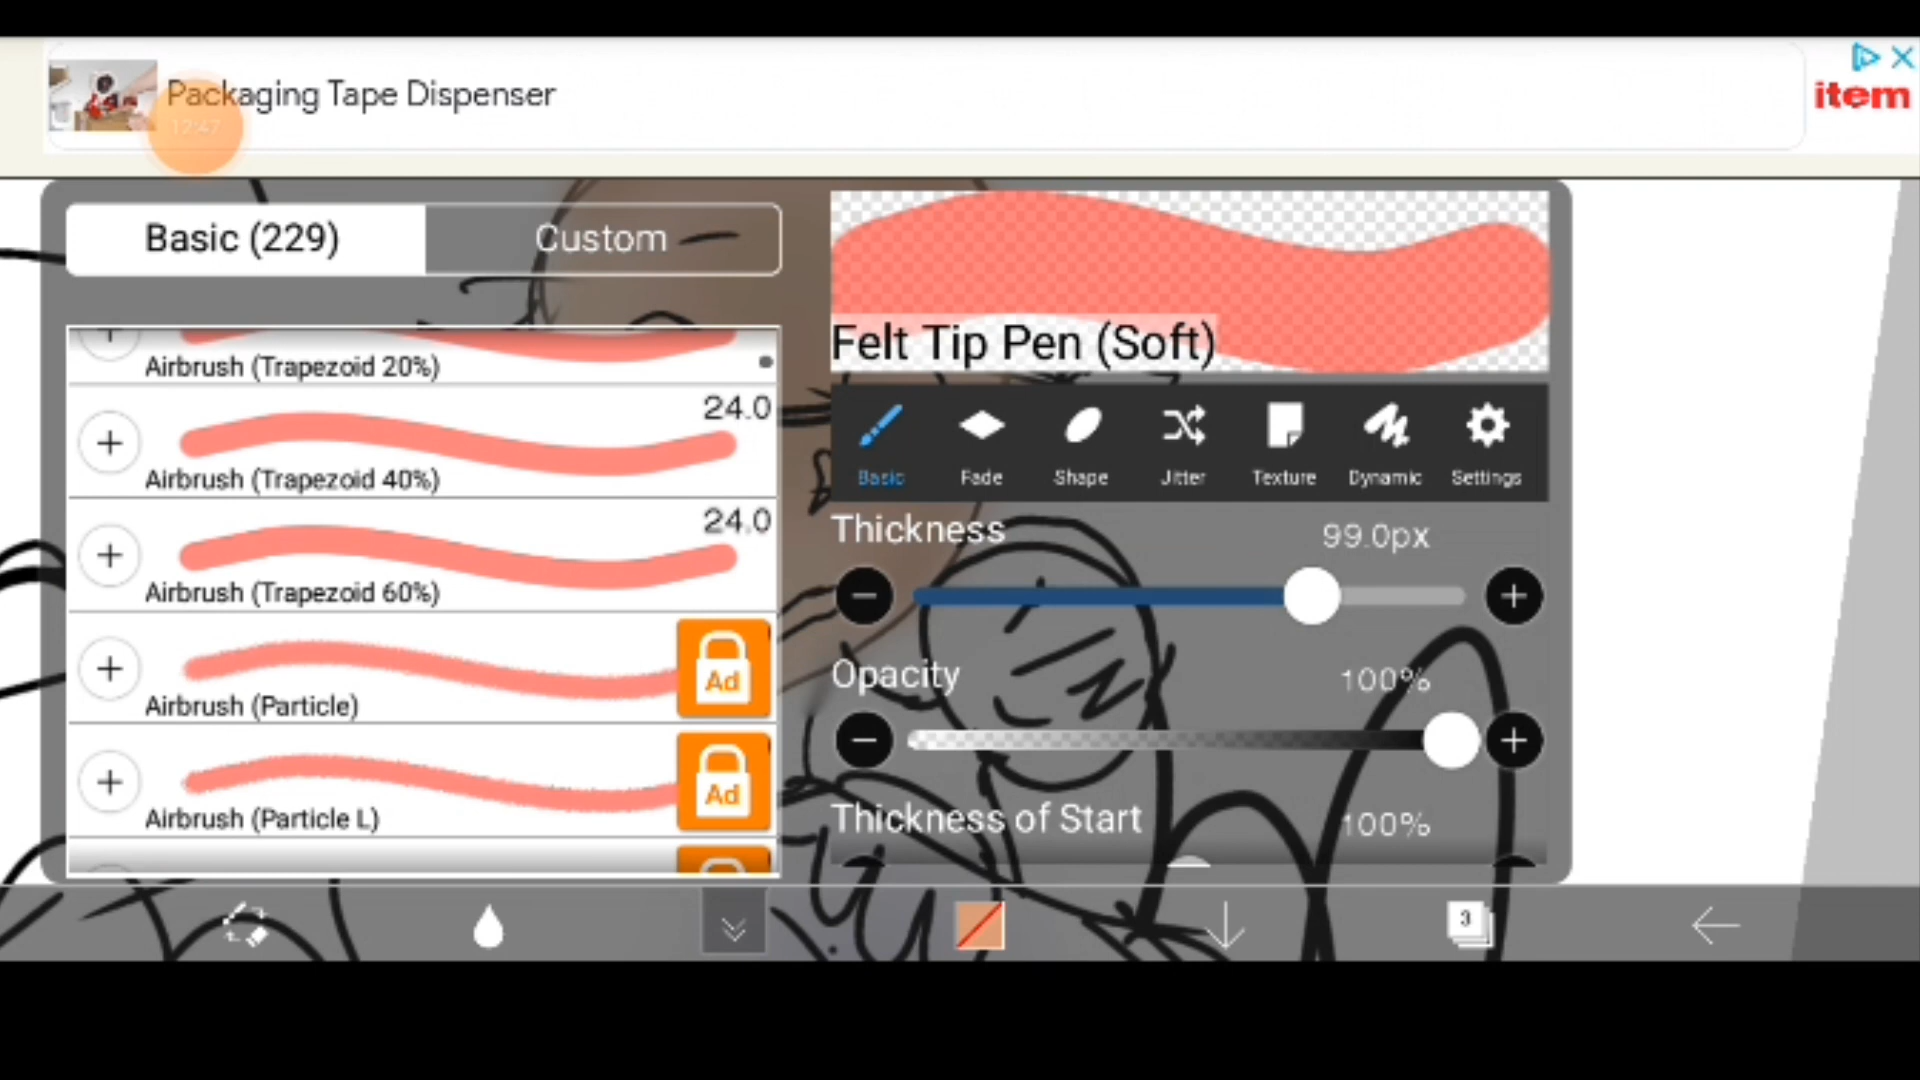 Packaging Tape Dispenser
item
12:47
Basic (229)
Custom
Airbrush (Trapezoid 20%)
24.0
Airbrush (Trapezoid 40%)
24.0
Airbrush (Trapezoid 60%)
Ad
Airbrush (Particle)
Ad
Airbrush (Particle L)
Felt Tip Pen (Soft)
Basic
Fade
Shape
Jitter
Texture
Dynamic
Settings
Thickness
99.0px
Opacity
100%
Thickness of Start
100%
3